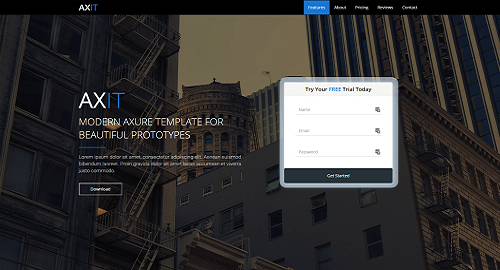 AXIT
Features About Pricing Reviews Contact
AXIT
MODERN AXURE TEMPLATE FOR
BEAUTIFUL PROTOTYPES
Lorem ipsum dolor sit amet, consectetur adipiscing elit. Aenean euismod
bibendum laoreet. Proin gravida dolor sit amet lacus accumsan et viverra
justo commodo.
Download
Try Your FREE Trial Today
Name
Email
Password
Get Started